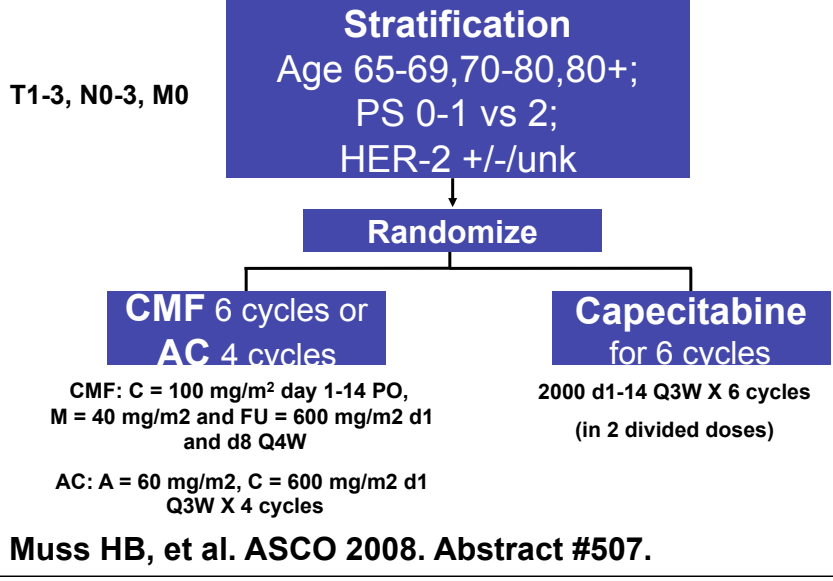 Stratification
Age 65-69,70-80,80+;
PS 0-1 vs 2;
HER-2 +/-/unk
T1-3, N0-3, M0
Randomize
CMF 6 cycles or
AC 4 cycles
CMF: C = 100 mg/m² day 1-14 PO,
M = 40 mg/m2 and FU = 600 mg/m2 d1
and d8 Q4W
AC: A = 60 mg/m2, C = 600 mg/m2 d1
Q3W X 4 cycles
Capecitabine
for 6 cycles
2000 d1-14 Q3W X 6 cycles
(in 2 divided doses)
Muss HB, et al. ASCO 2008. Abstract #507.